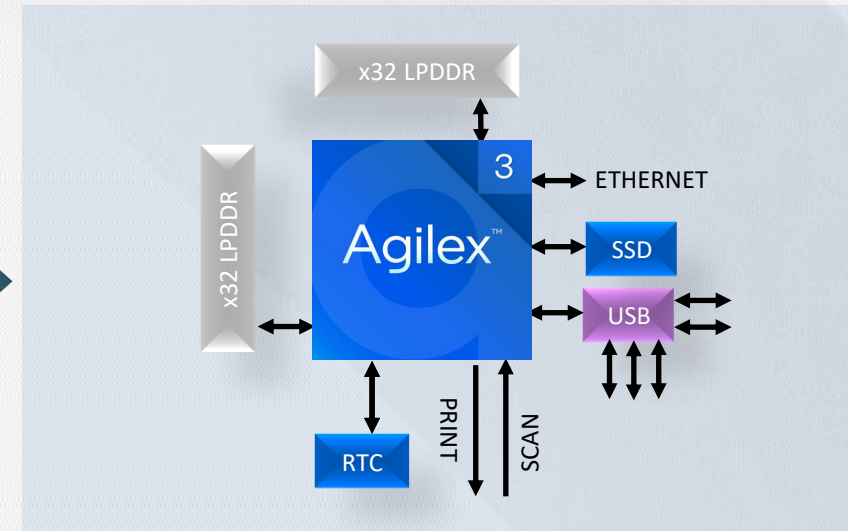 x32 LPDDR
3
ETHERNET
x32 LPDDR
Agilex™
SSD
USB
PRINT
SCAN
RTC